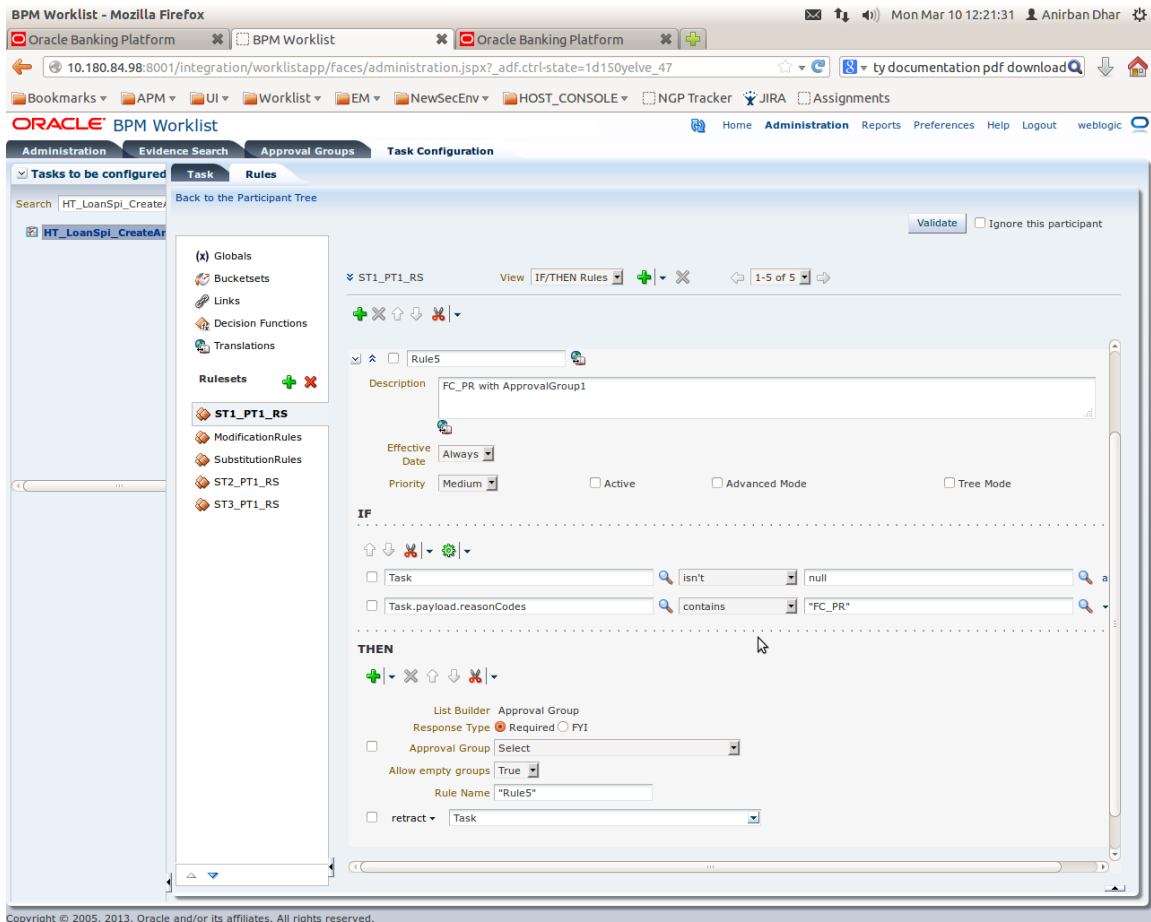 BPM Worklist - Mozilla Firefox
Mon Mar 10 12:21:31 Anirban Dhar
Oracle Banking Platform
BPM Worklist
Oracle Banking Platform
10.180.84.98:8001/integration/worklistapp/faces/administration.jspx?_adf.ctrl-state=1d150yelve_47
ty documentation pdf download
Bookmarks APM UI Worklist EM NewSecEnv HOST_CONSOLE NGP Tracker JIRA Assignments
ORACLE BPM Worklist
Home Administration Reports Preferences Help Logout weblogic
Administration Evidence Search Approval Groups Task Configuration
Tasks to be configured
Task Rules
Search HT_LoanSpi_CreateA
Back to the Participant Tree
HT_LoanSpi_CreateAr
Validate Ignore this participant
(x) Globals
Bucketsets
Links
Decision Functions
Translations
Rulesets
ST1_PT1_RS
ModificationRules
SubstitutionRules
ST2_PT1_RS
ST3_PT1_RS
ST1_PT1_RS View IF/THEN Rules 1-5 of 5
Rule5
Description FC_PR with ApprovalGroup1
Effective Date Always
Priority Medium Active Advanced Mode Tree Mode
IF
Task isn't null a
Task.payload.reasonCodes contains "FC_PR"
THEN
List Builder Approval Group
Response Type Required FYI
Approval Group Select
Allow empty groups True
Rule Name "Rule5"
retract Task
Copyright © 2005, 2013, Oracle and/or its affiliates. All rights reserved.